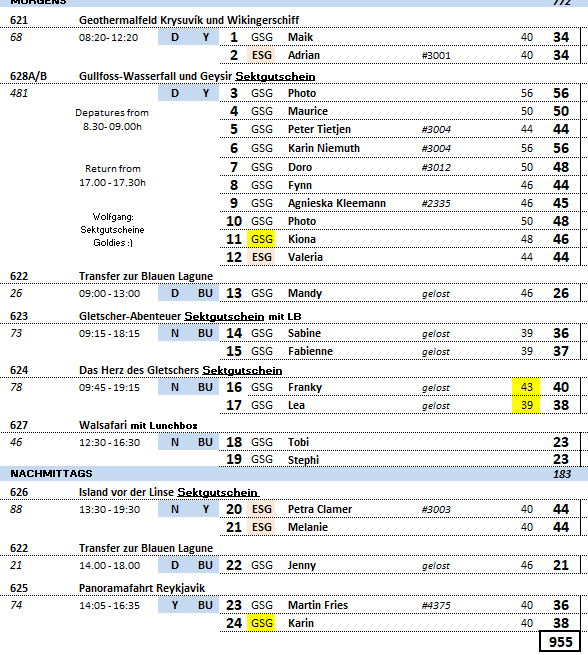 MORGENS 772
621 Geothermalfeld Krysuvík und Wikingerschiff
68 08:20-12:20 D Y 1 GSG Maik 40 34
2 ESG Adrian #3001 40 34
628A/B Gullfoss-Wasserfall und Geysir Sektgutschein
481 D Y 3 GSG Photo 56 56
Depatures from 4 GSG Maurice 50 50
8.30-09.00h 5 GSG Peter Tietjen #3004 44 44
6 GSG Karin Niemuth #3004 56 56
Return from 7 GSG Doro #3012 50 48
17.00 - 17.30h 8 GSG Fynn 46 44
9 GSG Agnieska Kleemann #2335 46 45
Wolfgang: 10 GSG Photo 50 48
Sektgutscheine 11 GSG Kiona 48 46
Goldies :) 12 ESG Valeria 44 44
622 Transfer zur Blauen Lagune
26 09:00 - 13:00 D BU 13 GSG Mandy gelost 46 26
623 Gletscher-Abenteuer Sektgutschein mit LB
73 09:15 - 18:15 N BU 14 GSG Sabine gelost 39 36
15 GSG Fabienne gelost 39 37
624 Das Herz des Gletschers Sektgutschein
78 09:45 - 19:15 N BU 16 GSG Franky gelost 43 40
17 GSG Lea gelost 39 38
627 Walsafari mit Lunchbox
46 12:30 - 16:30 N BU 18 GSG Tobi 23
19 GSG Stephi 23
NACHMITTAGS 183
626 Island vor der Linse Sektgutschein
88 13:30 - 19:30 N Y 20 ESG Petra Clamer #3003 40 44
21 ESG Melanie 40 44
622 Transfer zur Blauen Lagune
21 14.00 - 18.00 D BU 22 GSG Jenny gelost 46 21
625 Panoramafahrt Reykjavik
74 14:05 - 16:35 Y BU 23 GSG Martin Fries #4375 40 36
24 GSG Karin 40 38
955